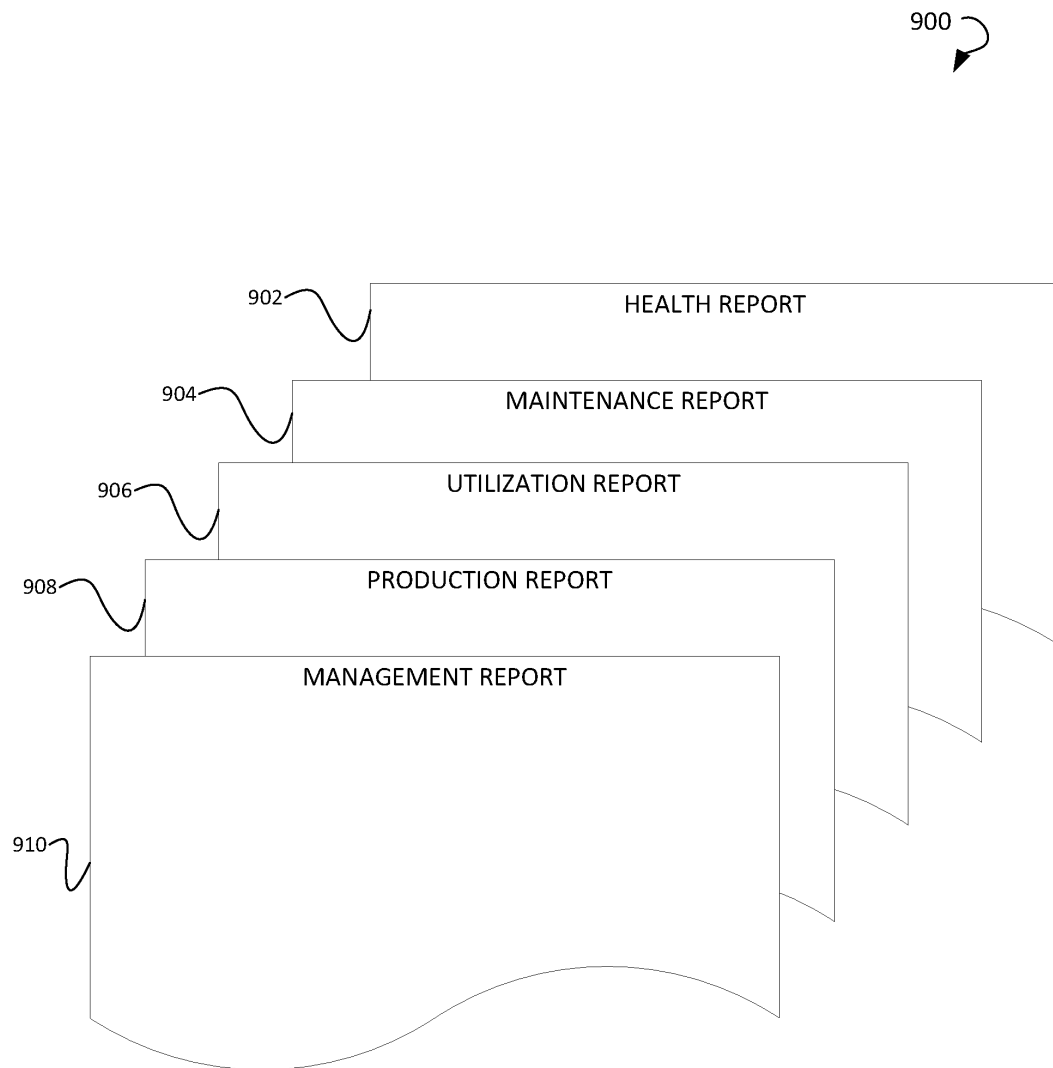 900
902
HEALTH REPORT
904
MAINTENANCE REPORT
906
UTILIZATION REPORT
908
PRODUCTION REPORT
MANAGEMENT REPORT
910